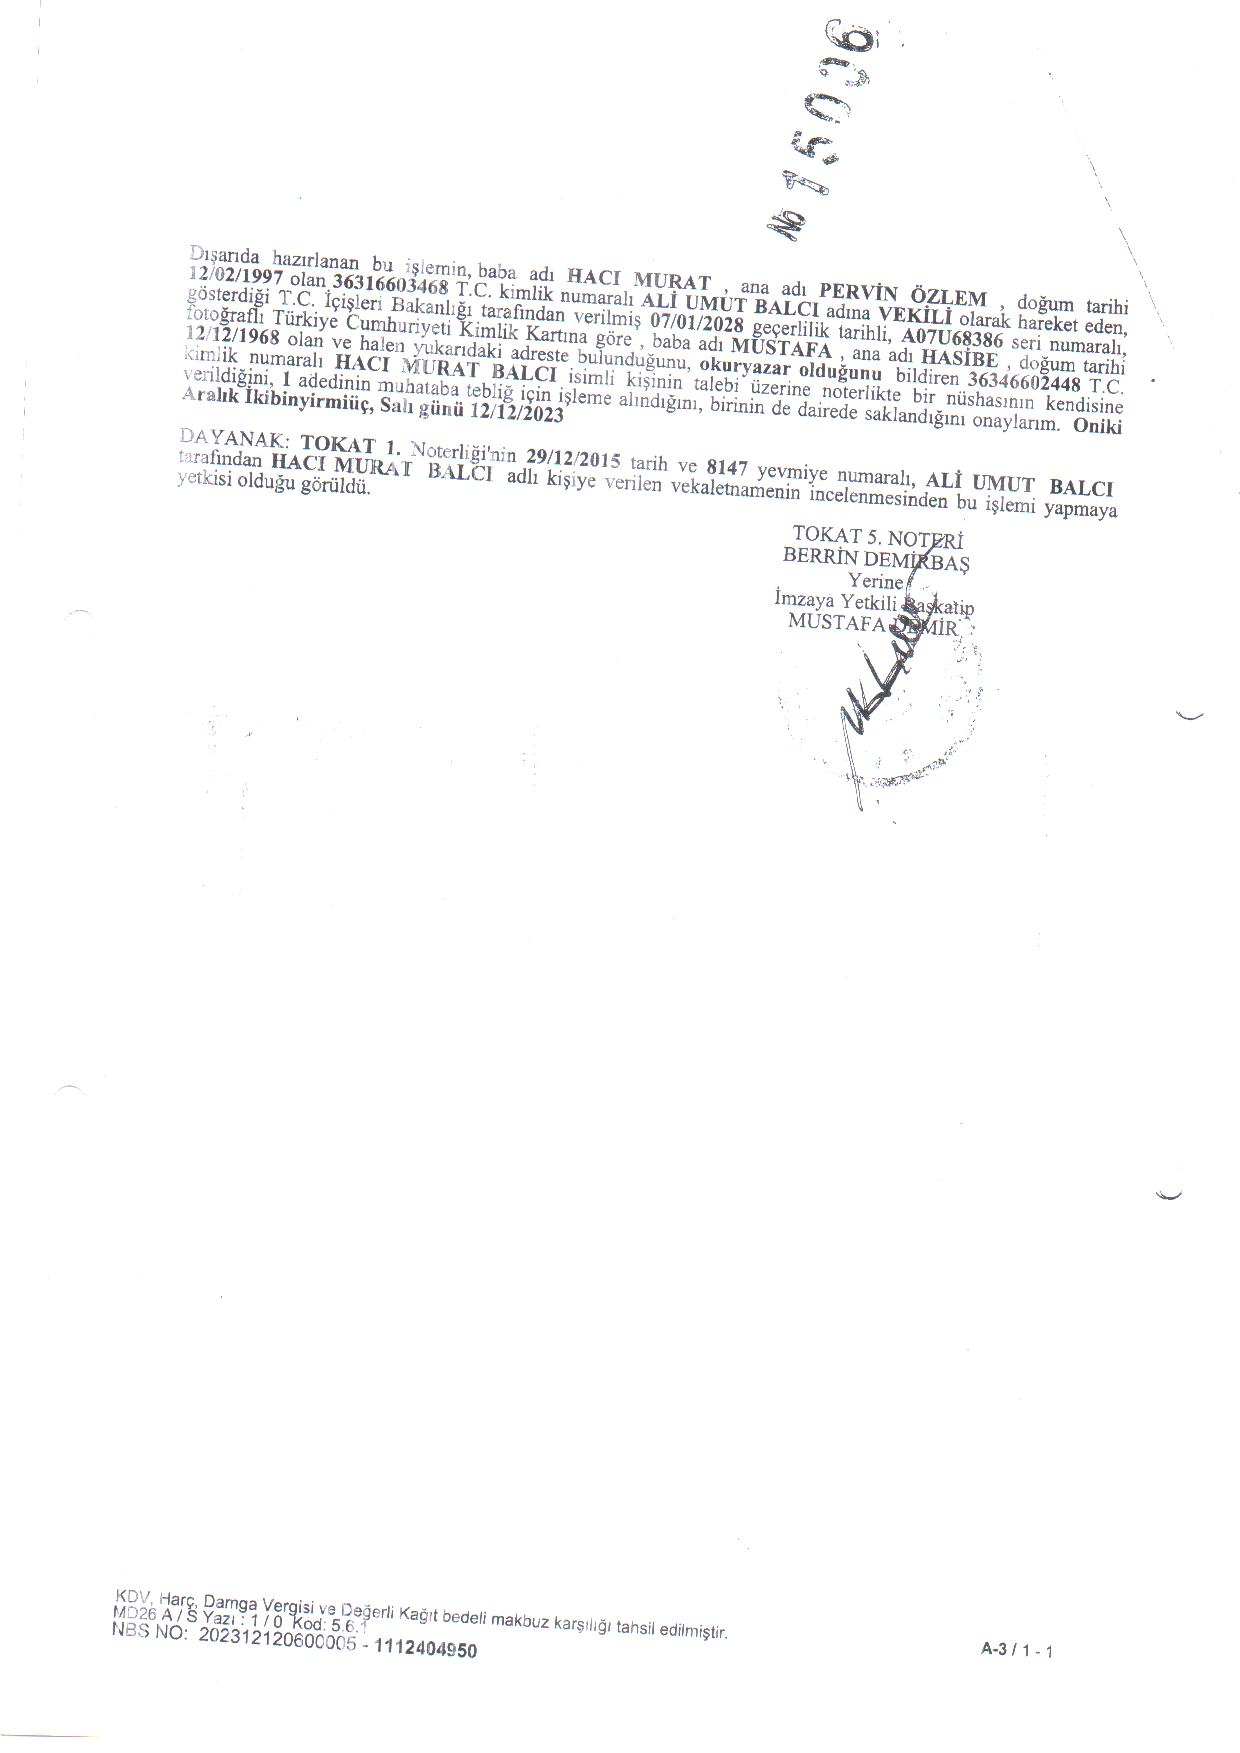 № 15036
Dışarıda hazırlanan bu işlemin, baba adı HACI MURAT , ana adı PERVİN ÖZLEM , doğum tarihi
12/02/1997 olan 36316603468 T.C. kimlik numaralı ALİ UMUT BALCI adına VEKİLİ olarak hareket eden,
gösterdiği T.C. İçişleri Bakanlığı tarafından verilmiş 07/01/2028 geçerlilik tarihli, A07U68386 seri numaralı,
fotoğraflı Türkiye Cumhuriyeti Kimlik Kartına göre , baba adı MUSTAFA , ana adı HASİBE , doğum tarihi
12/12/1968 olan ve halen yukarıdaki adreste bulunduğunu, okuryazar olduğunu bildiren 36346602448 T.C.
kimlik numaralı HACI MURAT BALCI isimli kişinin talebi üzerine noterlikte bir nüshasının kendisine
verildiğini, 1 adedinin muhataba tebliğ için işleme alındığını, birinin de dairede saklandığını onaylarım. Oniki
Aralık İkibinyirmiüç, Salı günü 12/12/2023
DAYANAK: TOKAT 1. Noterliği'nin 29/12/2015 tarih ve 8147 yevmiye numaralı, ALİ UMUT BALCI
tarafından HACI MURAT BALCI adlı kişiye verilen vekaletnamenin incelenmesinden bu işlemi yapmaya
yetkisi olduğu görüldü.
TOKAT 5. NOTERİ
BERRİN DEMİRBAŞ
Yerine
İmzaya Yetkili Başkatip
MUSTAFA DEMİR
KDV, Harç, Damga Vergisi ve Değerli Kağıt bedeli makbuz karşılığı tahsil edilmiştir.
MD26 A / S Yazı : 1 / 0 Kod: 5.6.1
NBS NO: 202312120600005 - 1112404950
A-3 / 1 - 1